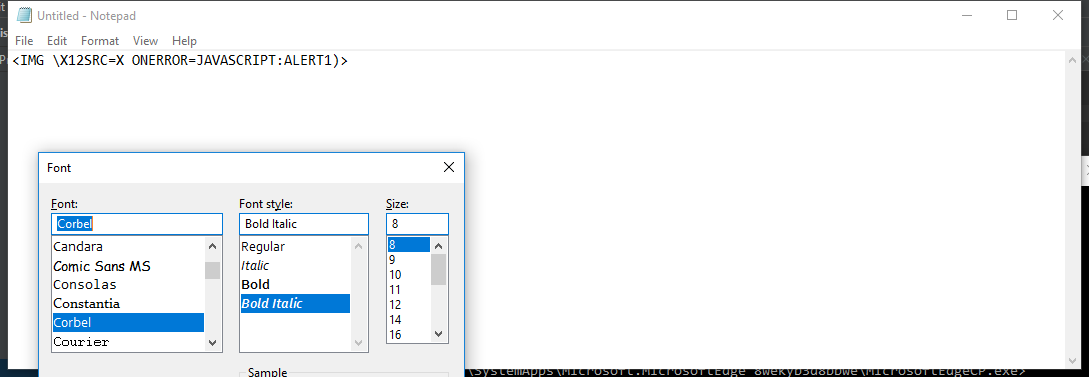 Untitled - Notepad
File Edit Format View Help
<IMG \X12SRC=X ONERROR=JAVASCRIPT:ALERT1)>
Font
Font: Font style: Size:
Corbel Bold Italic 8
Candara Regular 8
Comic Sans MS Italic 9
Consolas Bold 10
Constantia Bold Italic 11
Corbel 12
Courier 14
16
Sample
\SystemApps\Microsoft.MicrosoftEdge_8wekyb3d8bbwe\MicrosoftEdgeCP.exe>